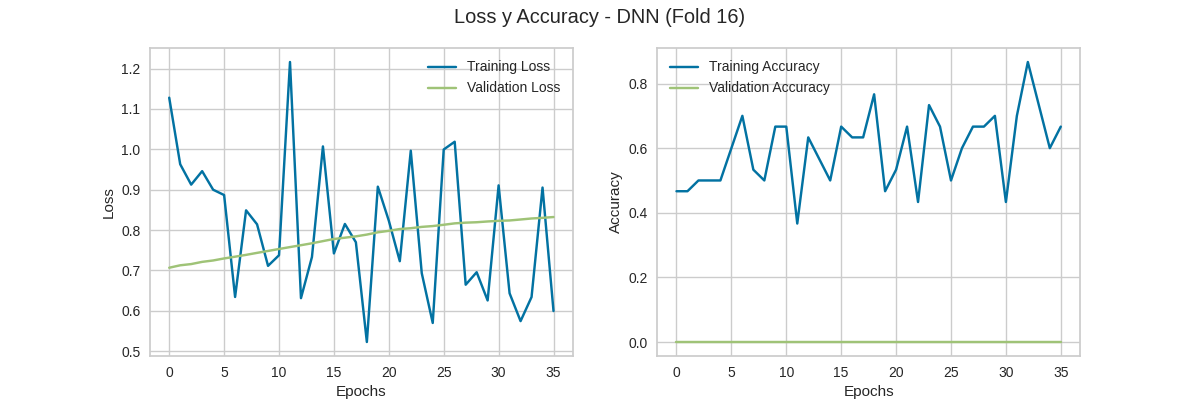 Loss y Accuracy - DNN (Fold 16)
Training Loss
Validation Loss
1.2
1.1
1.0
0.9
0.8
0.7
0.6
0.5
Loss
0 5 10 15 20 25 30 35
Epochs
Training Accuracy
Validation Accuracy
0.8
0.6
0.4
0.2
0.0
Accuracy
0 5 10 15 20 25 30 35
Epochs